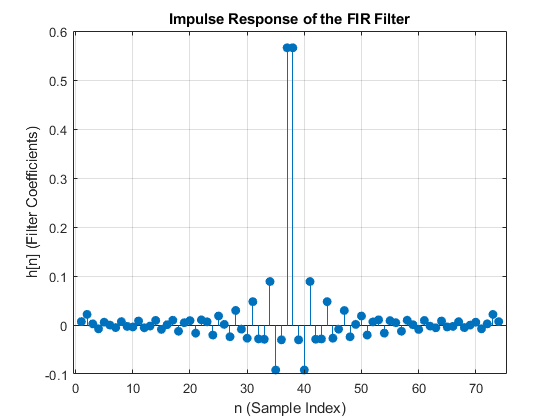 Impulse Response of the FIR Filter
h[n] (Filter Coefficients)
0.6
0.5
0.4
0.3
0.2
0.1
0
-0.1
0 10 20 30 40 50 60 70
n (Sample Index)